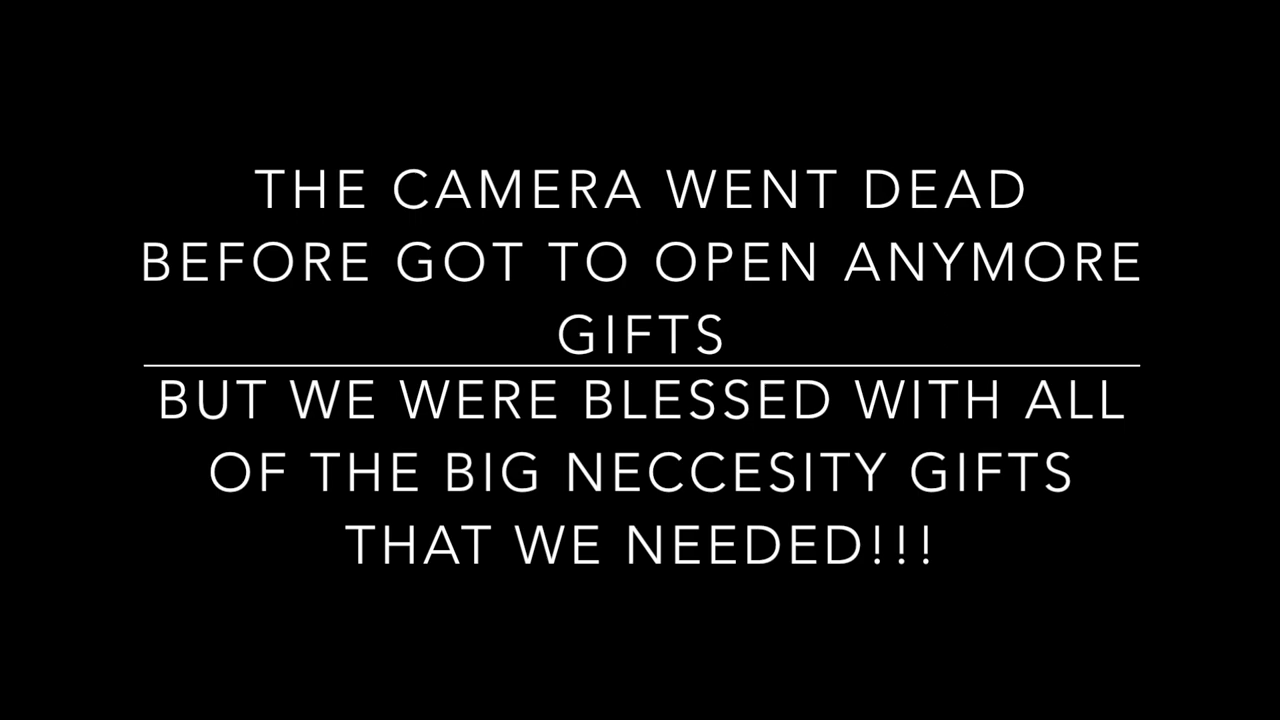 THE CAMERA WENT DEAD
BEFORE GOT TO OPEN ANYMORE
GIFTS
BUT WE WERE BLESSED WITH ALL
OF THE BIG NECCESITY GIFTS
THAT WE NEEDED!!!